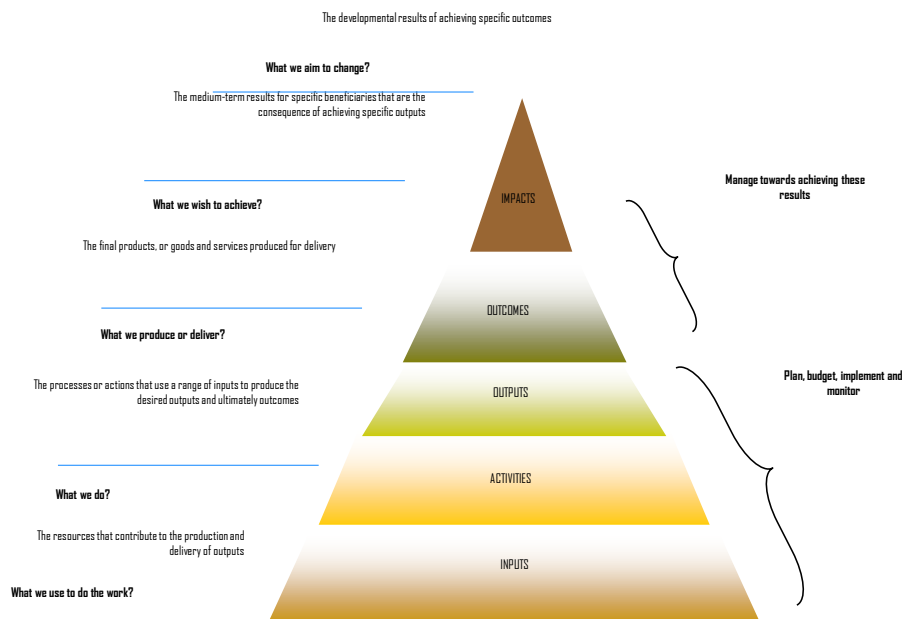 The developmental results of achieving specific outcomes
What we aim to change?
The medium-term results for specific beneficiaries that are the
consequence of achieving specific outputs
Manage towards achieving these
results
IMPACTS
What we wish to achieve?
The final products, or goods and services produced for delivery
OUTCOMES
What we produce or deliver?
Plan, budget, implement and
monitor
The processes or actions that use a range of inputs to produce the
desired outputs and ultimately outcomes
OUTPUTS
ACTIVITIES
What we do?
The resources that contribute to the production and
delivery of outputs
INPUTS
What we use to do the work?